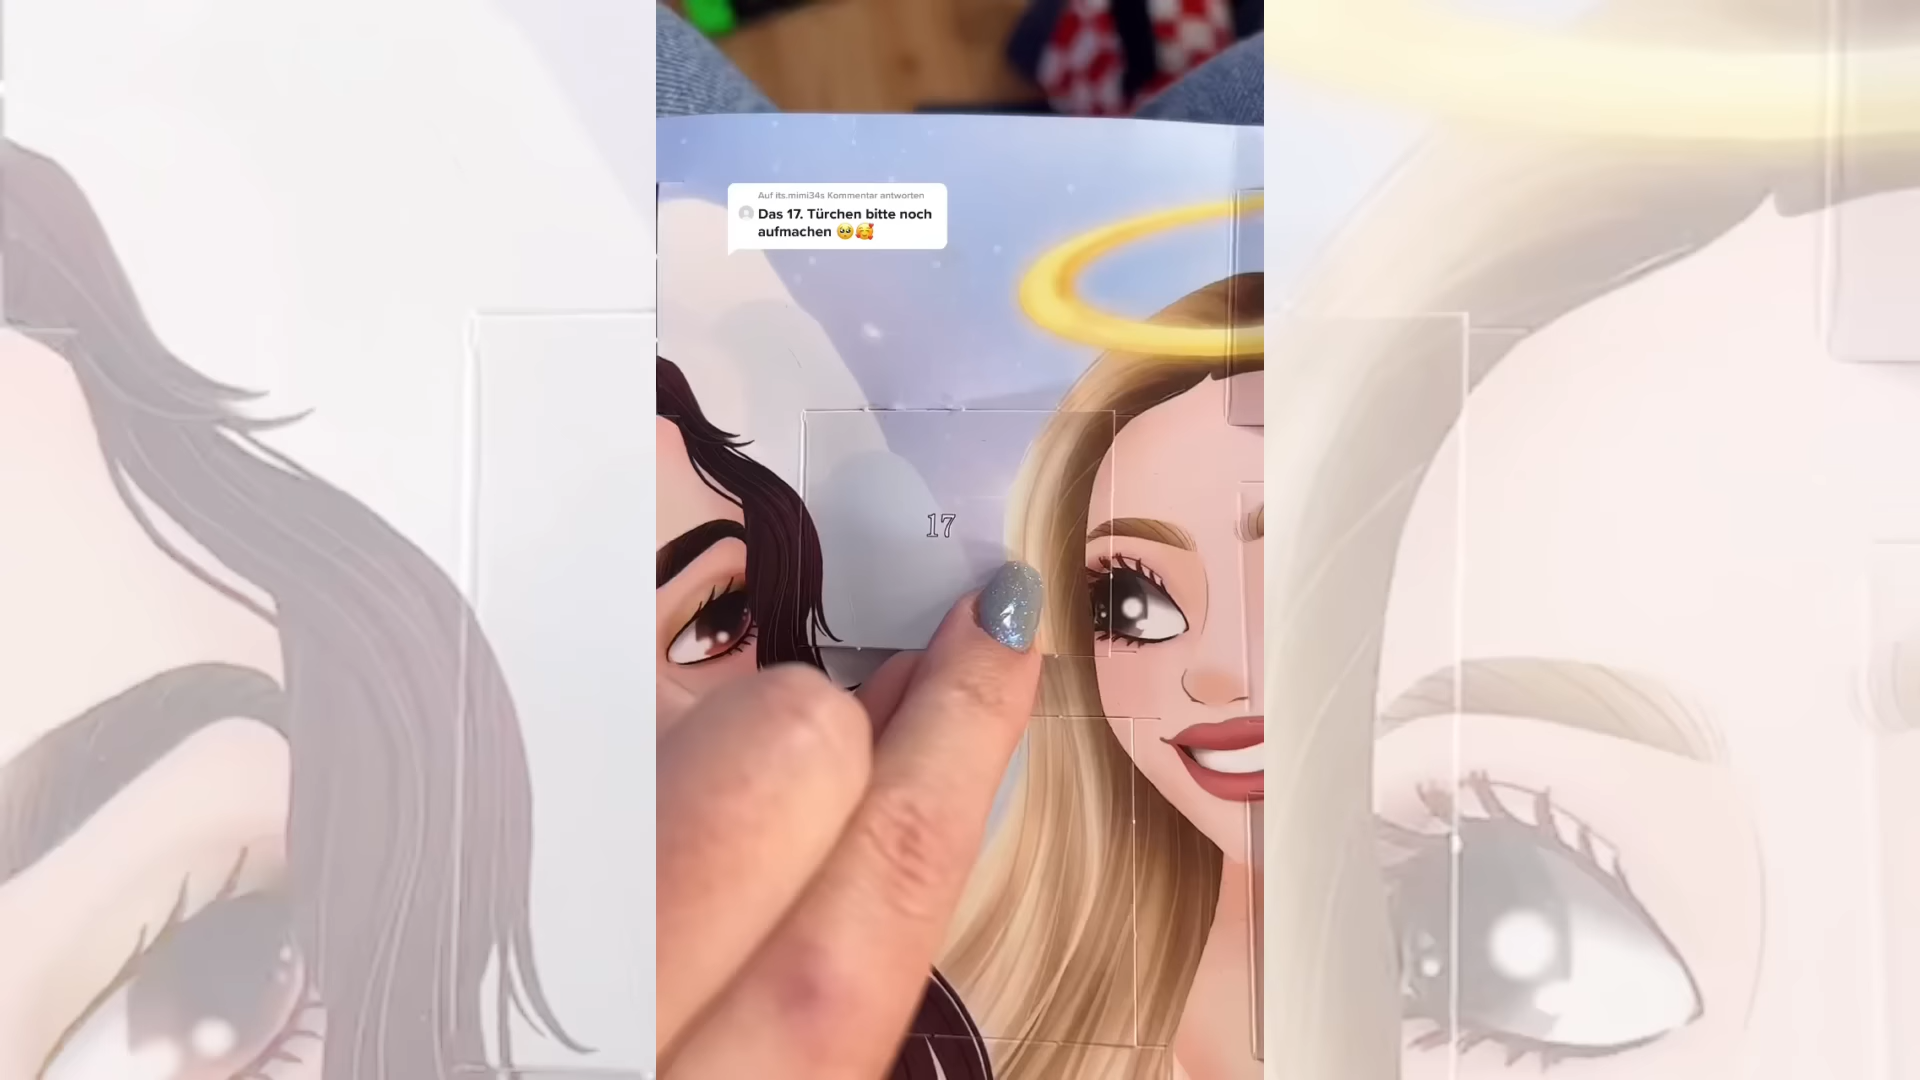 Auf its.mimi34s Kommentar antworten
Das 17. Türchen bitte noch
aufmachen 🥺🥰
17